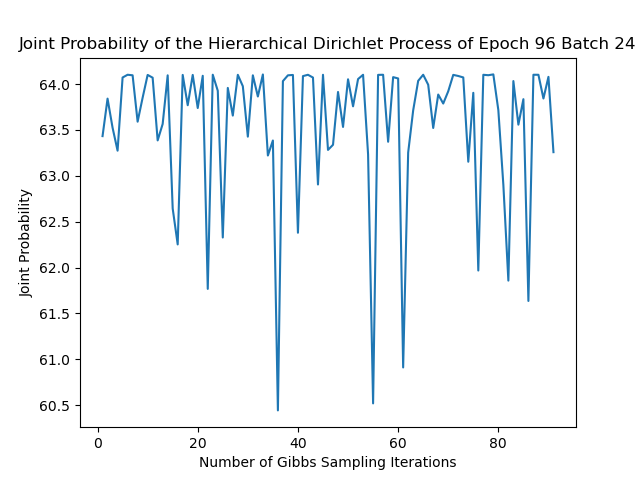 Joint Probability of the Hierarchical Dirichlet Process of Epoch 96 Batch 24
64.0
63.5
63.0
62.5
62.0
61.5
61.0
60.5
Joint Probability
0 20 40 60 80
Number of Gibbs Sampling Iterations